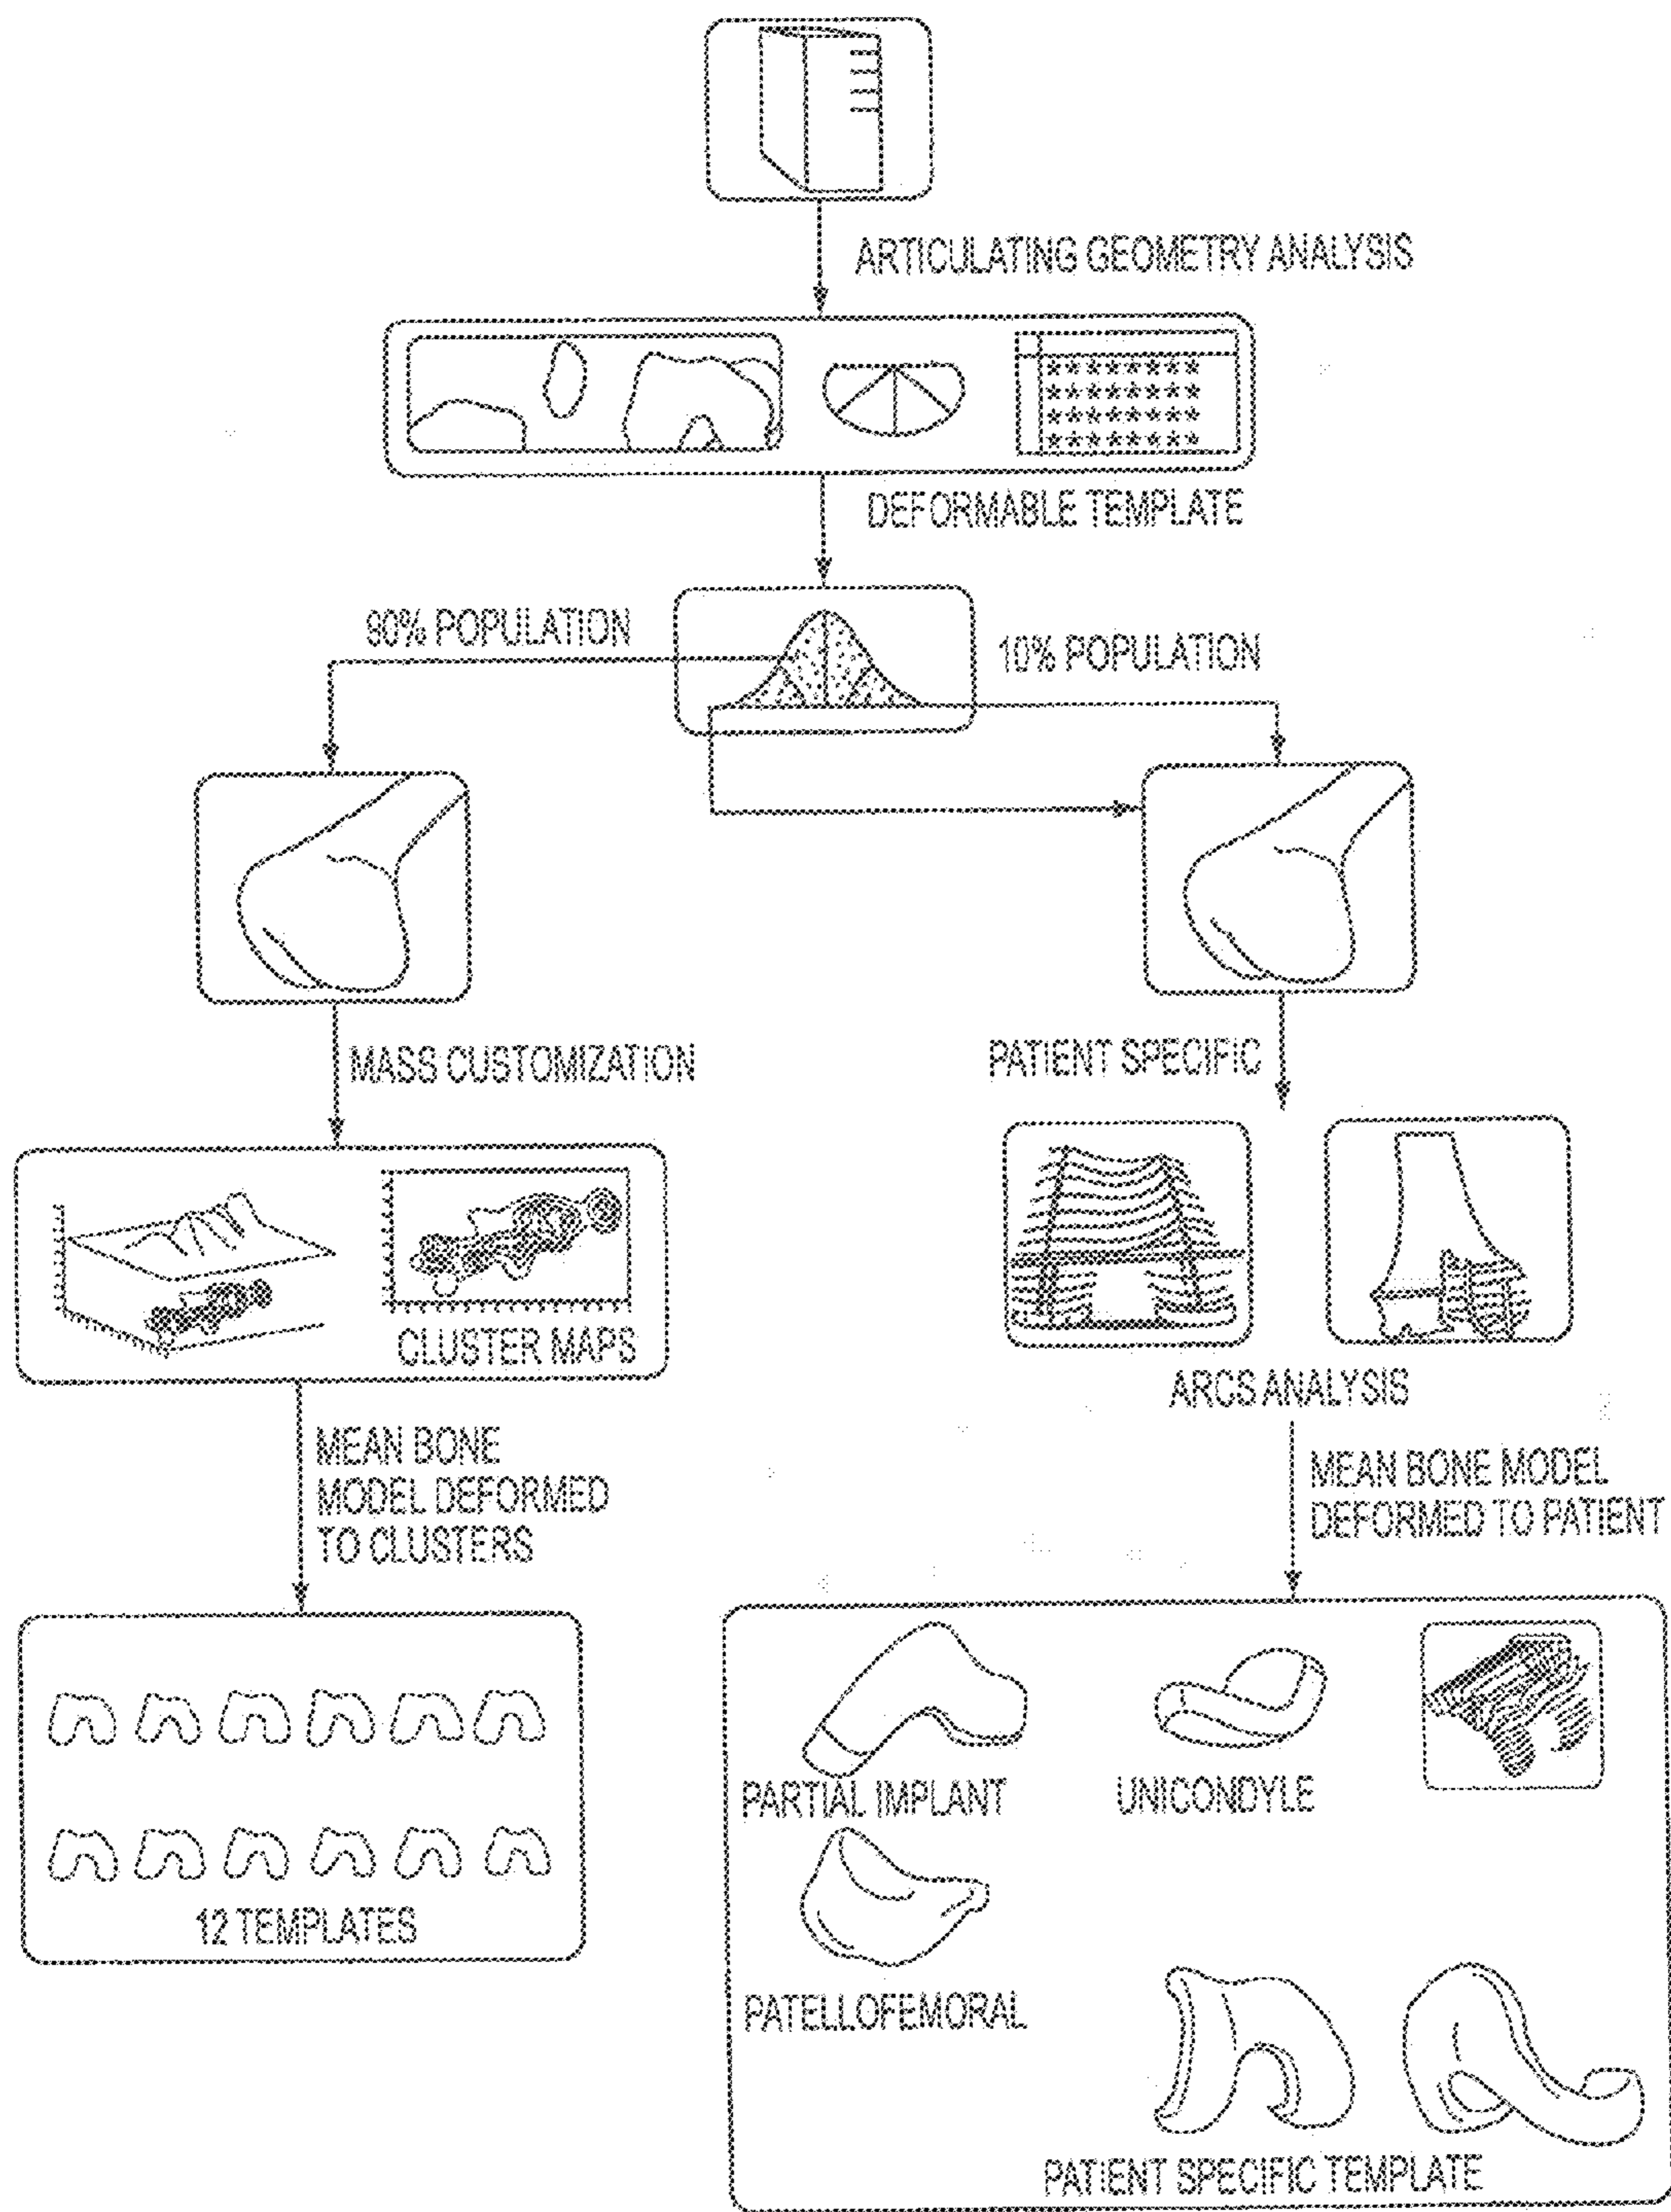 ARTICULATING GEOMETRY ANALYSIS
DEFORMABLE TEMPLATE
90% POPULATION
10% POPULATION
MASS CUSTOMIZATION
PATIENT SPECIFIC
CLUSTER MAPS
ARCS ANALYSIS
MEAN BONE
MODEL DEFORMED
TO CLUSTERS
MEAN BONE MODEL
DEFORMED TO PATIENT
12 TEMPLATES
PARTIAL IMPLANT
UNICONDYLE
PATELLOFEMORAL
PATIENT SPECIFIC TEMPLATE